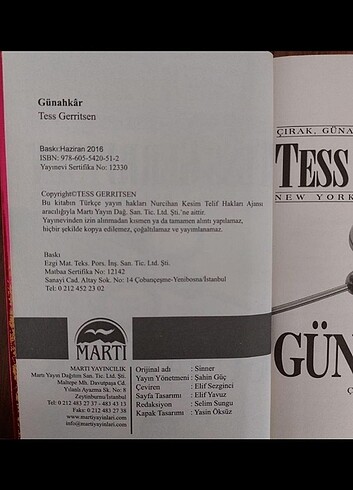 Günahkâr
Tess Gerritsen
Baskı:Haziran 2016
ISBN: 978-605-5420-51-2
Yayınevi Sertifika No: 12330
Copyright©TESS GERRITSEN
Bu kitabın Türkçe yayın hakları Nurcihan Kesim Telif Hakları Ajansı
aracılığıyla Martı Yayın Dağ. San. Tic. Ltd. Şti.'ne aittir.
Yayınevinden izin alınmadan kısmen ya da tamamen alıntı yapılamaz,
hiçbir şekilde kopya edilemez, çoğaltılamaz ve yayımlanamaz.
Baskı
Ezgi Mat. Teks. Pors. İnş. San. Tic. Ltd. Şti.
Matbaa Sertifika No: 12142
Sanayi Cad. Altay Sok. No: 14 Çobançeşme-Yenibosna/İstanbul
Tel: 0 212 452 23 02
MARTI
MARTI YAYINCILIK
Martı Yayın Dağıtım San. Tic. Ltd. Şti.
Maltepe Mh. Davutpaşa Cd.
Yılanlı Ayazma Sk. No: 8
Zeytinburnu/İstanbul
Tel: 0 212 483 27 37 - 483 43 13
Faks: 0 212 483 27 38
www.martiyayinlari.com
info@martiyayinlari.com
Orijinal adı : Sinner
Yayın Yönetmeni : Şahin Güç
Çeviren : Elif Sezginci
Sayfa Tasarımı : Elif Yavuz
Redaksiyon : Selim Sungu
Kapak Tasarım : Yasin Öksüz
ÇIRAK, GÜNA
TESS
NEW YORK
GÜN
Ç